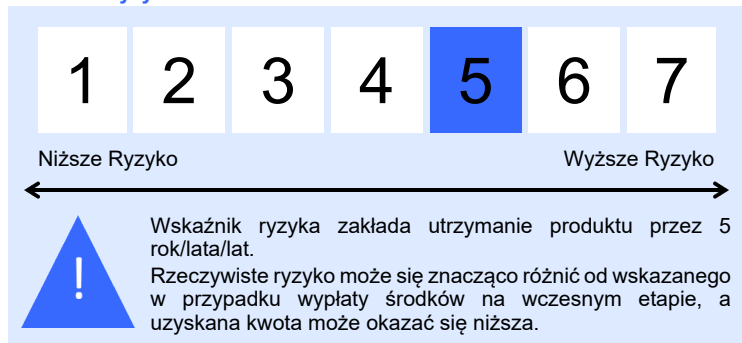 1 2 3 4 5 6 7
Niższe Ryzyko Wyższe Ryzyko
Wskaźnik ryzyka zakłada utrzymanie produktu przez 5
rok/lata/lat.
Rzeczywiste ryzyko może się znacząco różnić od wskazanego
w przypadku wypłaty środków na wczesnym etapie, a
uzyskana kwota może okazać się niższa.
!